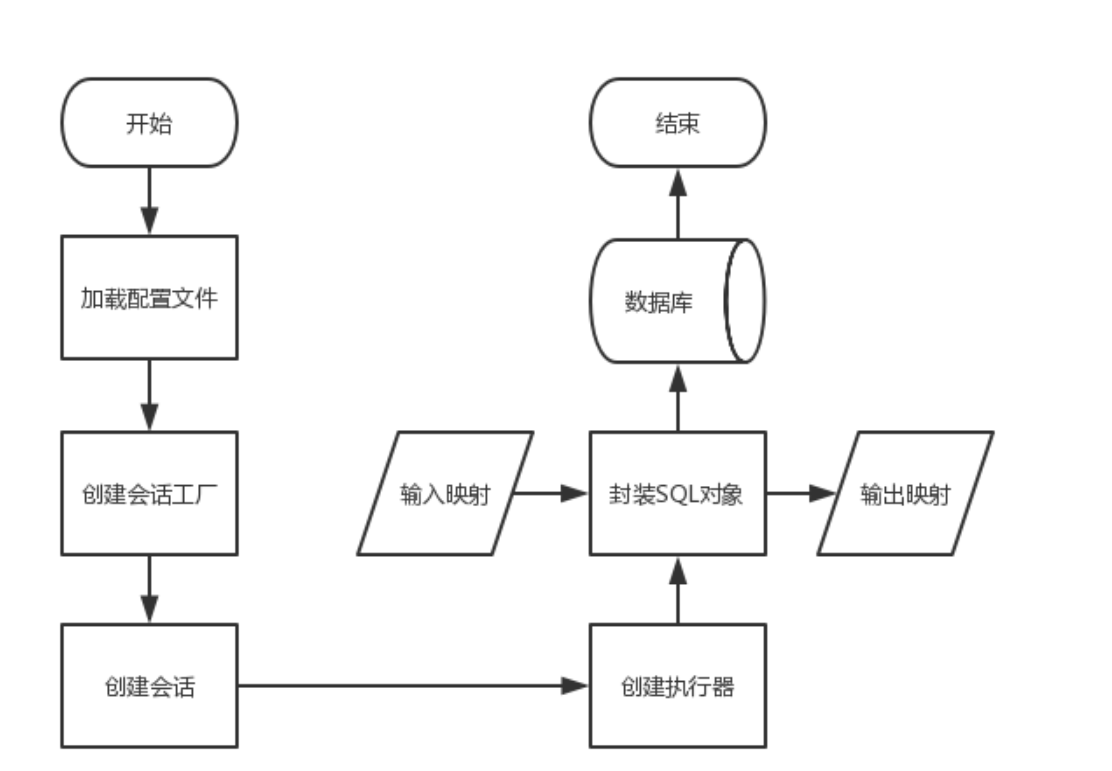 开始
结束
加载配置文件
数据库
创建会话工厂
输入映射
封装SQL对象
输出映射
创建会话
创建执行器